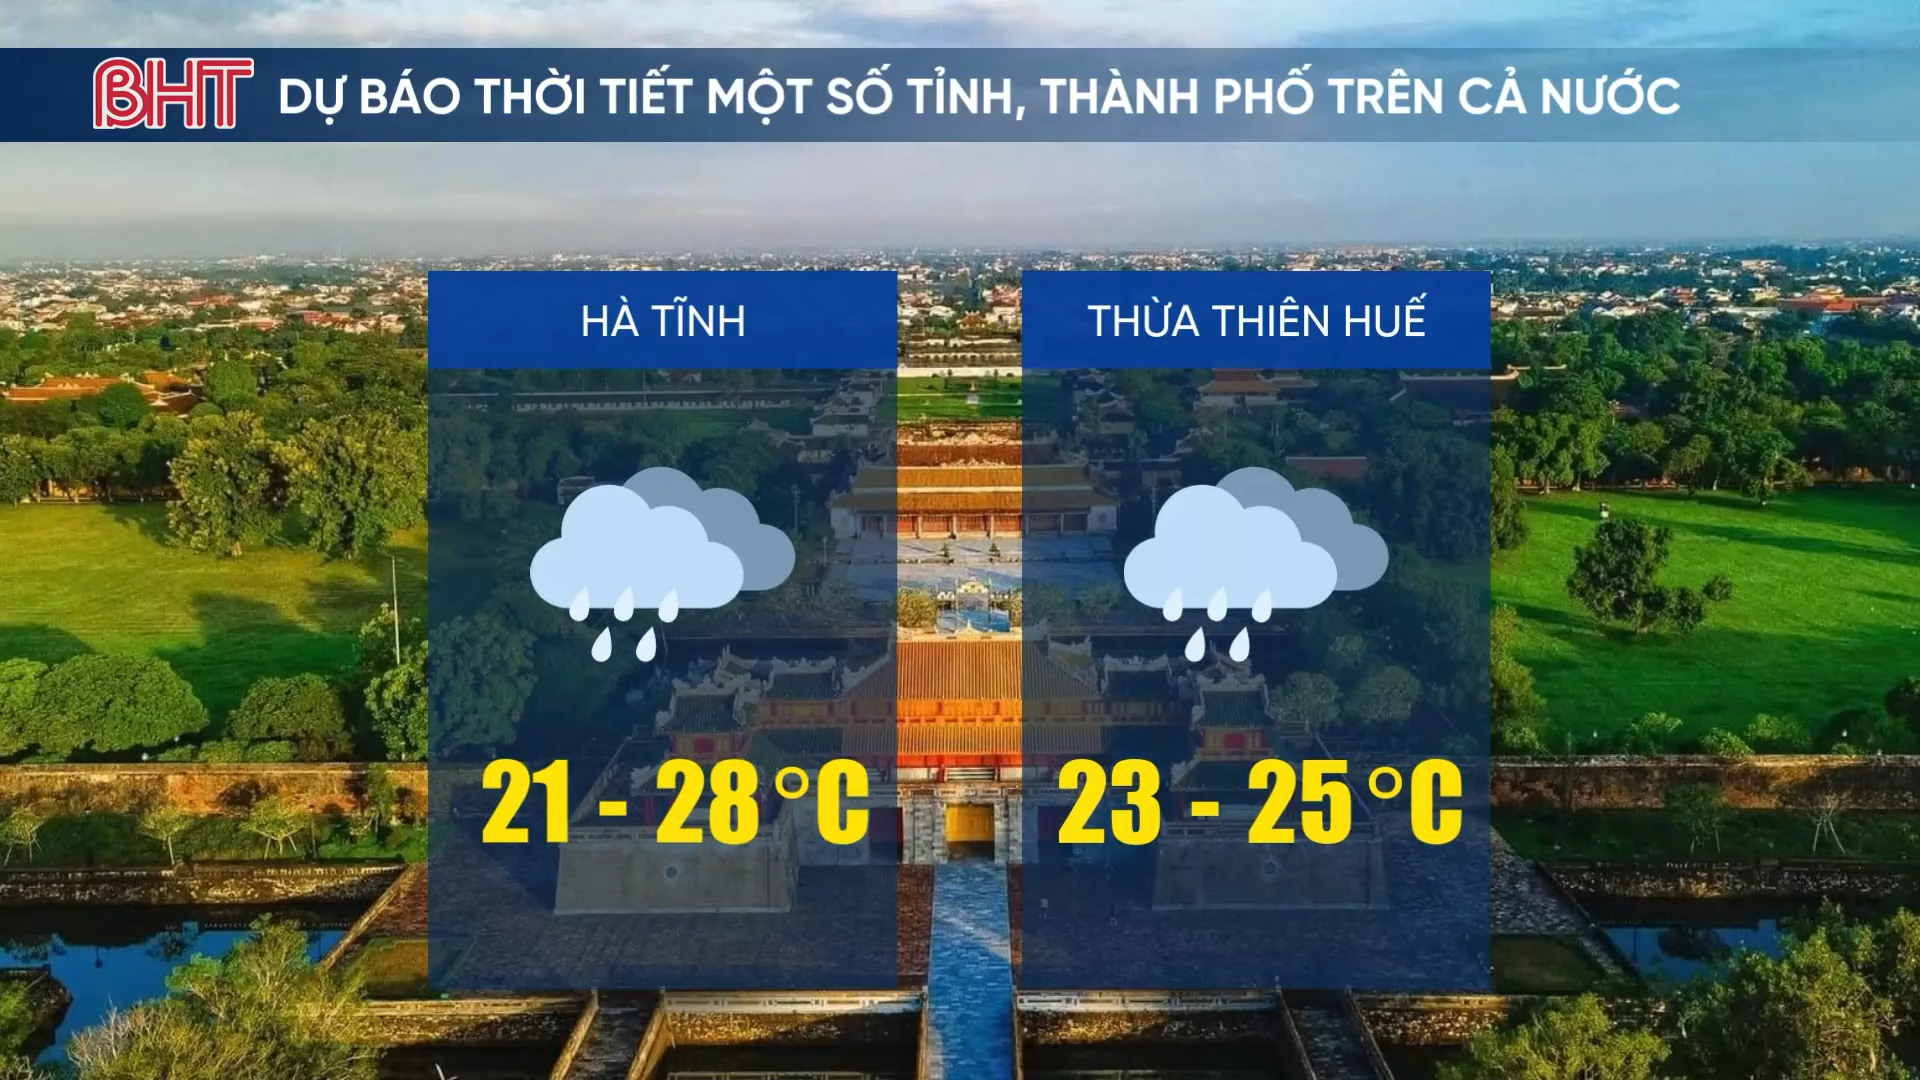 BHT DỰ BÁO THỜI TIẾT MỘT SỐ TỈNH, THÀNH PHỐ TRÊN CẢ NƯỚC
HÀ TĨNH
21 - 28°C
THỪA THIÊN HUẾ
23 - 25°C